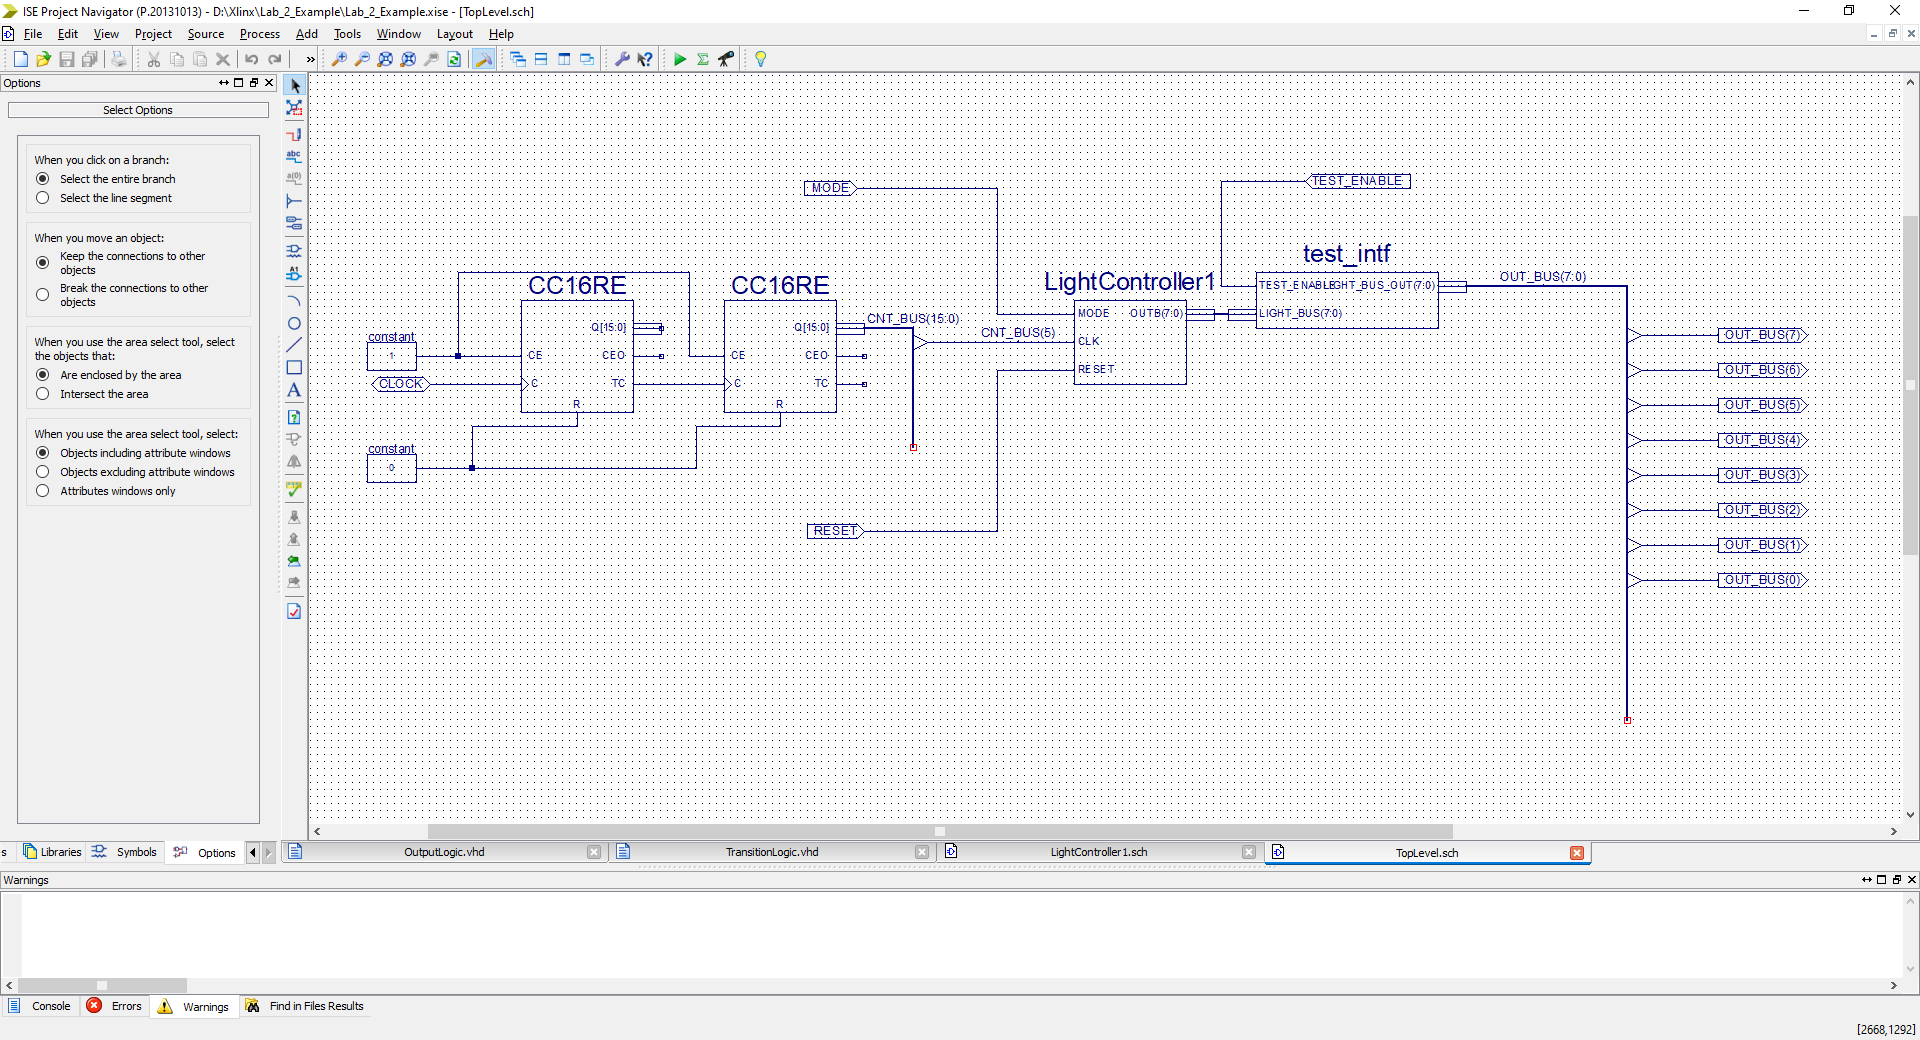 ISE Project Navigator (P.20131013) - D:\Xlinx\Lab_2_Example\Lab_2_Example.xise - [TopLevel.sch]
File Edit View Project Source Process Add Tools Window Layout Help
Options
Select Options
When you click on a branch:
Select the entire branch
Select the line segment
When you move an object:
Keep the connections to other
objects
Break the connections to other
objects
When you use the area select tool, select
the objects that:
Are enclosed by the area
Intersect the area
When you use the area select tool, select:
Objects including attribute windows
Objects excluding attribute windows
Attributes windows only
abc
a(0)
A1
A
MODE
TEST_ENABLE
test_intf
CC16RE
CC16RE
LightController1
OUT_BUS(7:0)
TEST_ENABLE
GHT_BUS_OUT(7:0)
LIGHT_BUS(7:0)
constant
1
CLOCK
constant
0
Q[15:0]
CE
CEO
C
TC
R
Q[15:0]
CE
CEO
C
TC
R
CNT_BUS(15:0)
CNT_BUS(5)
MODE
OUTB(7:0)
CLK
RESET
RESET
OUT_BUS(7)
OUT_BUS(6)
OUT_BUS(5)
OUT_BUS(4)
OUT_BUS(3)
OUT_BUS(2)
OUT_BUS(1)
OUT_BUS(0)
s Libraries Symbols Options
OutputLogic.vhd
TransitionLogic.vhd
LightController1.sch
TopLevel.sch
Warnings
Console Errors Warnings Find in Files Results
[2668,1292]